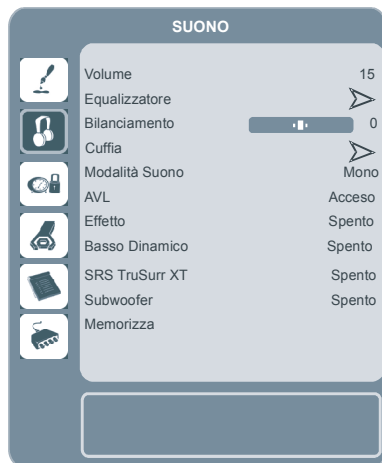 SUONO
Volume 15
Equalizzatore
Bilanciamento 0
Cuffia
Modalità Suono Mono
AVL Acceso
Effetto Spento
Basso Dinamico Spento
SRS TruSurr XT Spento
Subwoofer Spento
Memorizza